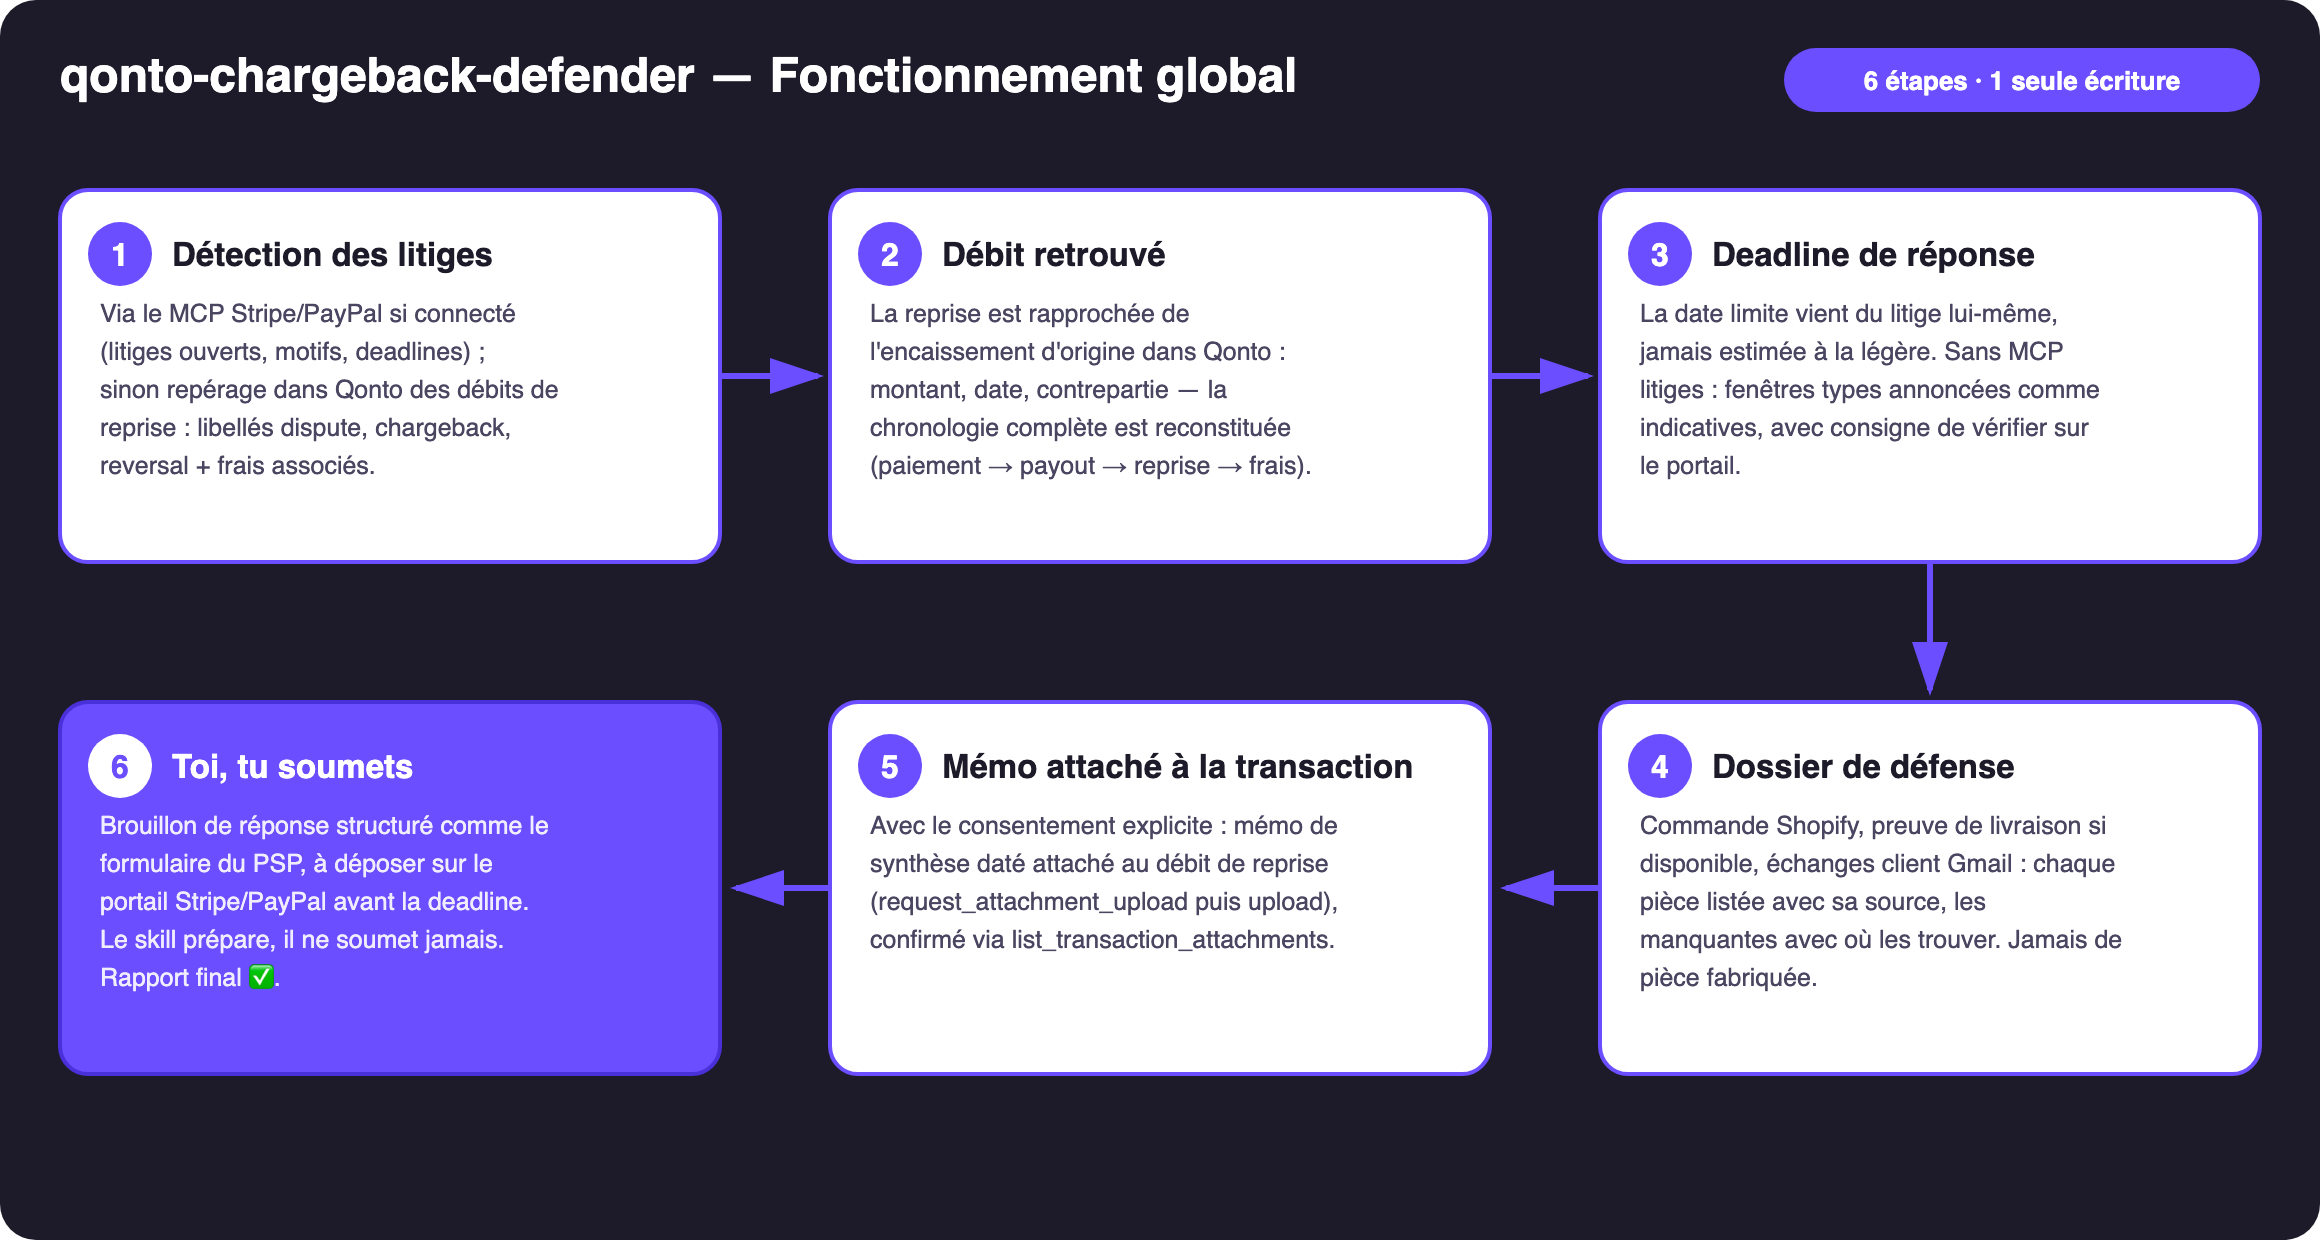 qonto-chargeback-defender — Fonctionnement global
6 étapes · 1 seule écriture
1 Détection des litiges
Via le MCP Stripe/PayPal si connecté
(litiges ouverts, motifs, deadlines) ;
sinon repérage dans Qonto des débits de
reprise : libellés dispute, chargeback,
reversal + frais associés.
2 Débit retrouvé
La reprise est rapprochée de
l'encaissement d'origine dans Qonto :
montant, date, contrepartie — la
chronologie complète est reconstituée
(paiement → payout → reprise → frais).
3 Deadline de réponse
La date limite vient du litige lui-même,
jamais estimée à la légère. Sans MCP
litiges : fenêtres types annoncées comme
indicatives, avec consigne de vérifier sur
le portail.
4 Dossier de défense
Commande Shopify, preuve de livraison si
disponible, échanges client Gmail : chaque
pièce listée avec sa source, les
manquantes avec où les trouver. Jamais de
pièce fabriquée.
5 Mémo attaché à la transaction
Avec le consentement explicite : mémo de
synthèse daté attaché au débit de reprise
(request_attachment_upload puis upload),
confirmé via list_transaction_attachments.
6 Toi, tu soumets
Brouillon de réponse structuré comme le
formulaire du PSP, à déposer sur le
portail Stripe/PayPal avant la deadline.
Le skill prépare, il ne soumet jamais.
Rapport final ✅.